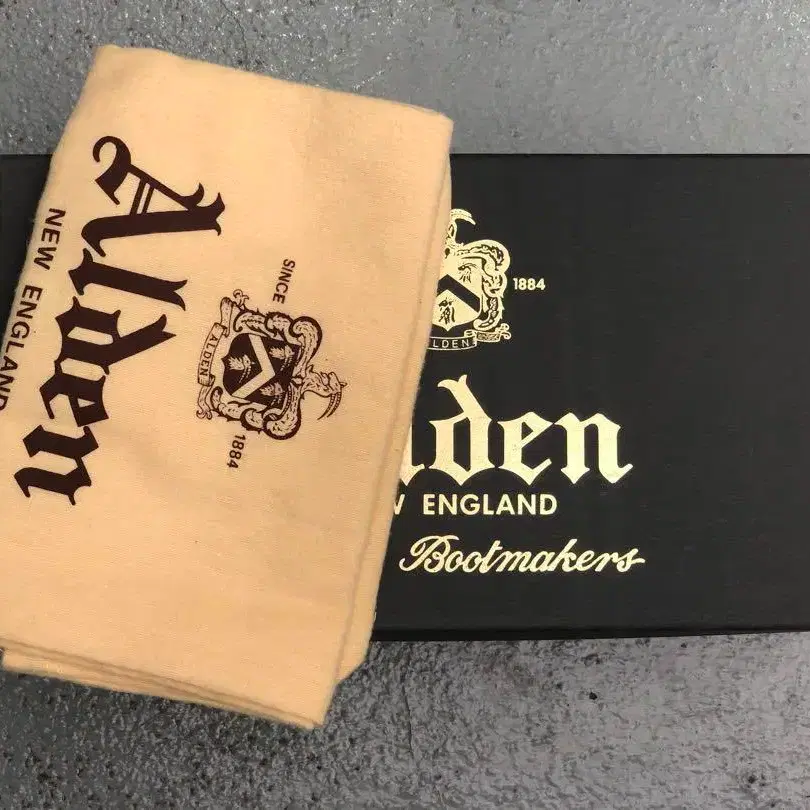 Alden
NEW ENGLAND
SINCE
ALDEN
1884
1884
LDEN
lden
ENGLAND
Bootmakers